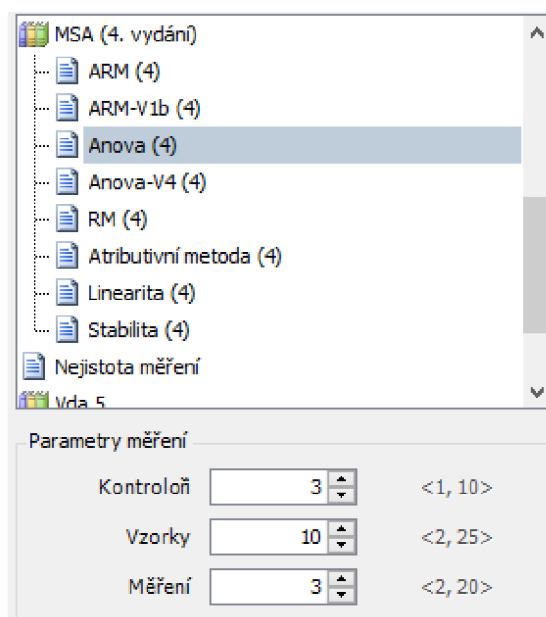 MSA (4. vydání)
ARM (4)
ARM-V1b (4)
Anova (4)
Anova-V4 (4)
RM (4)
Atributivní metoda (4)
Linearita (4)
Stabilita (4)
Nejistota měření
Vda 5
Parametry měření
Kontroloři 3 <1, 10>
Vzorky 10 <2, 25>
Měření 3 <2, 20>